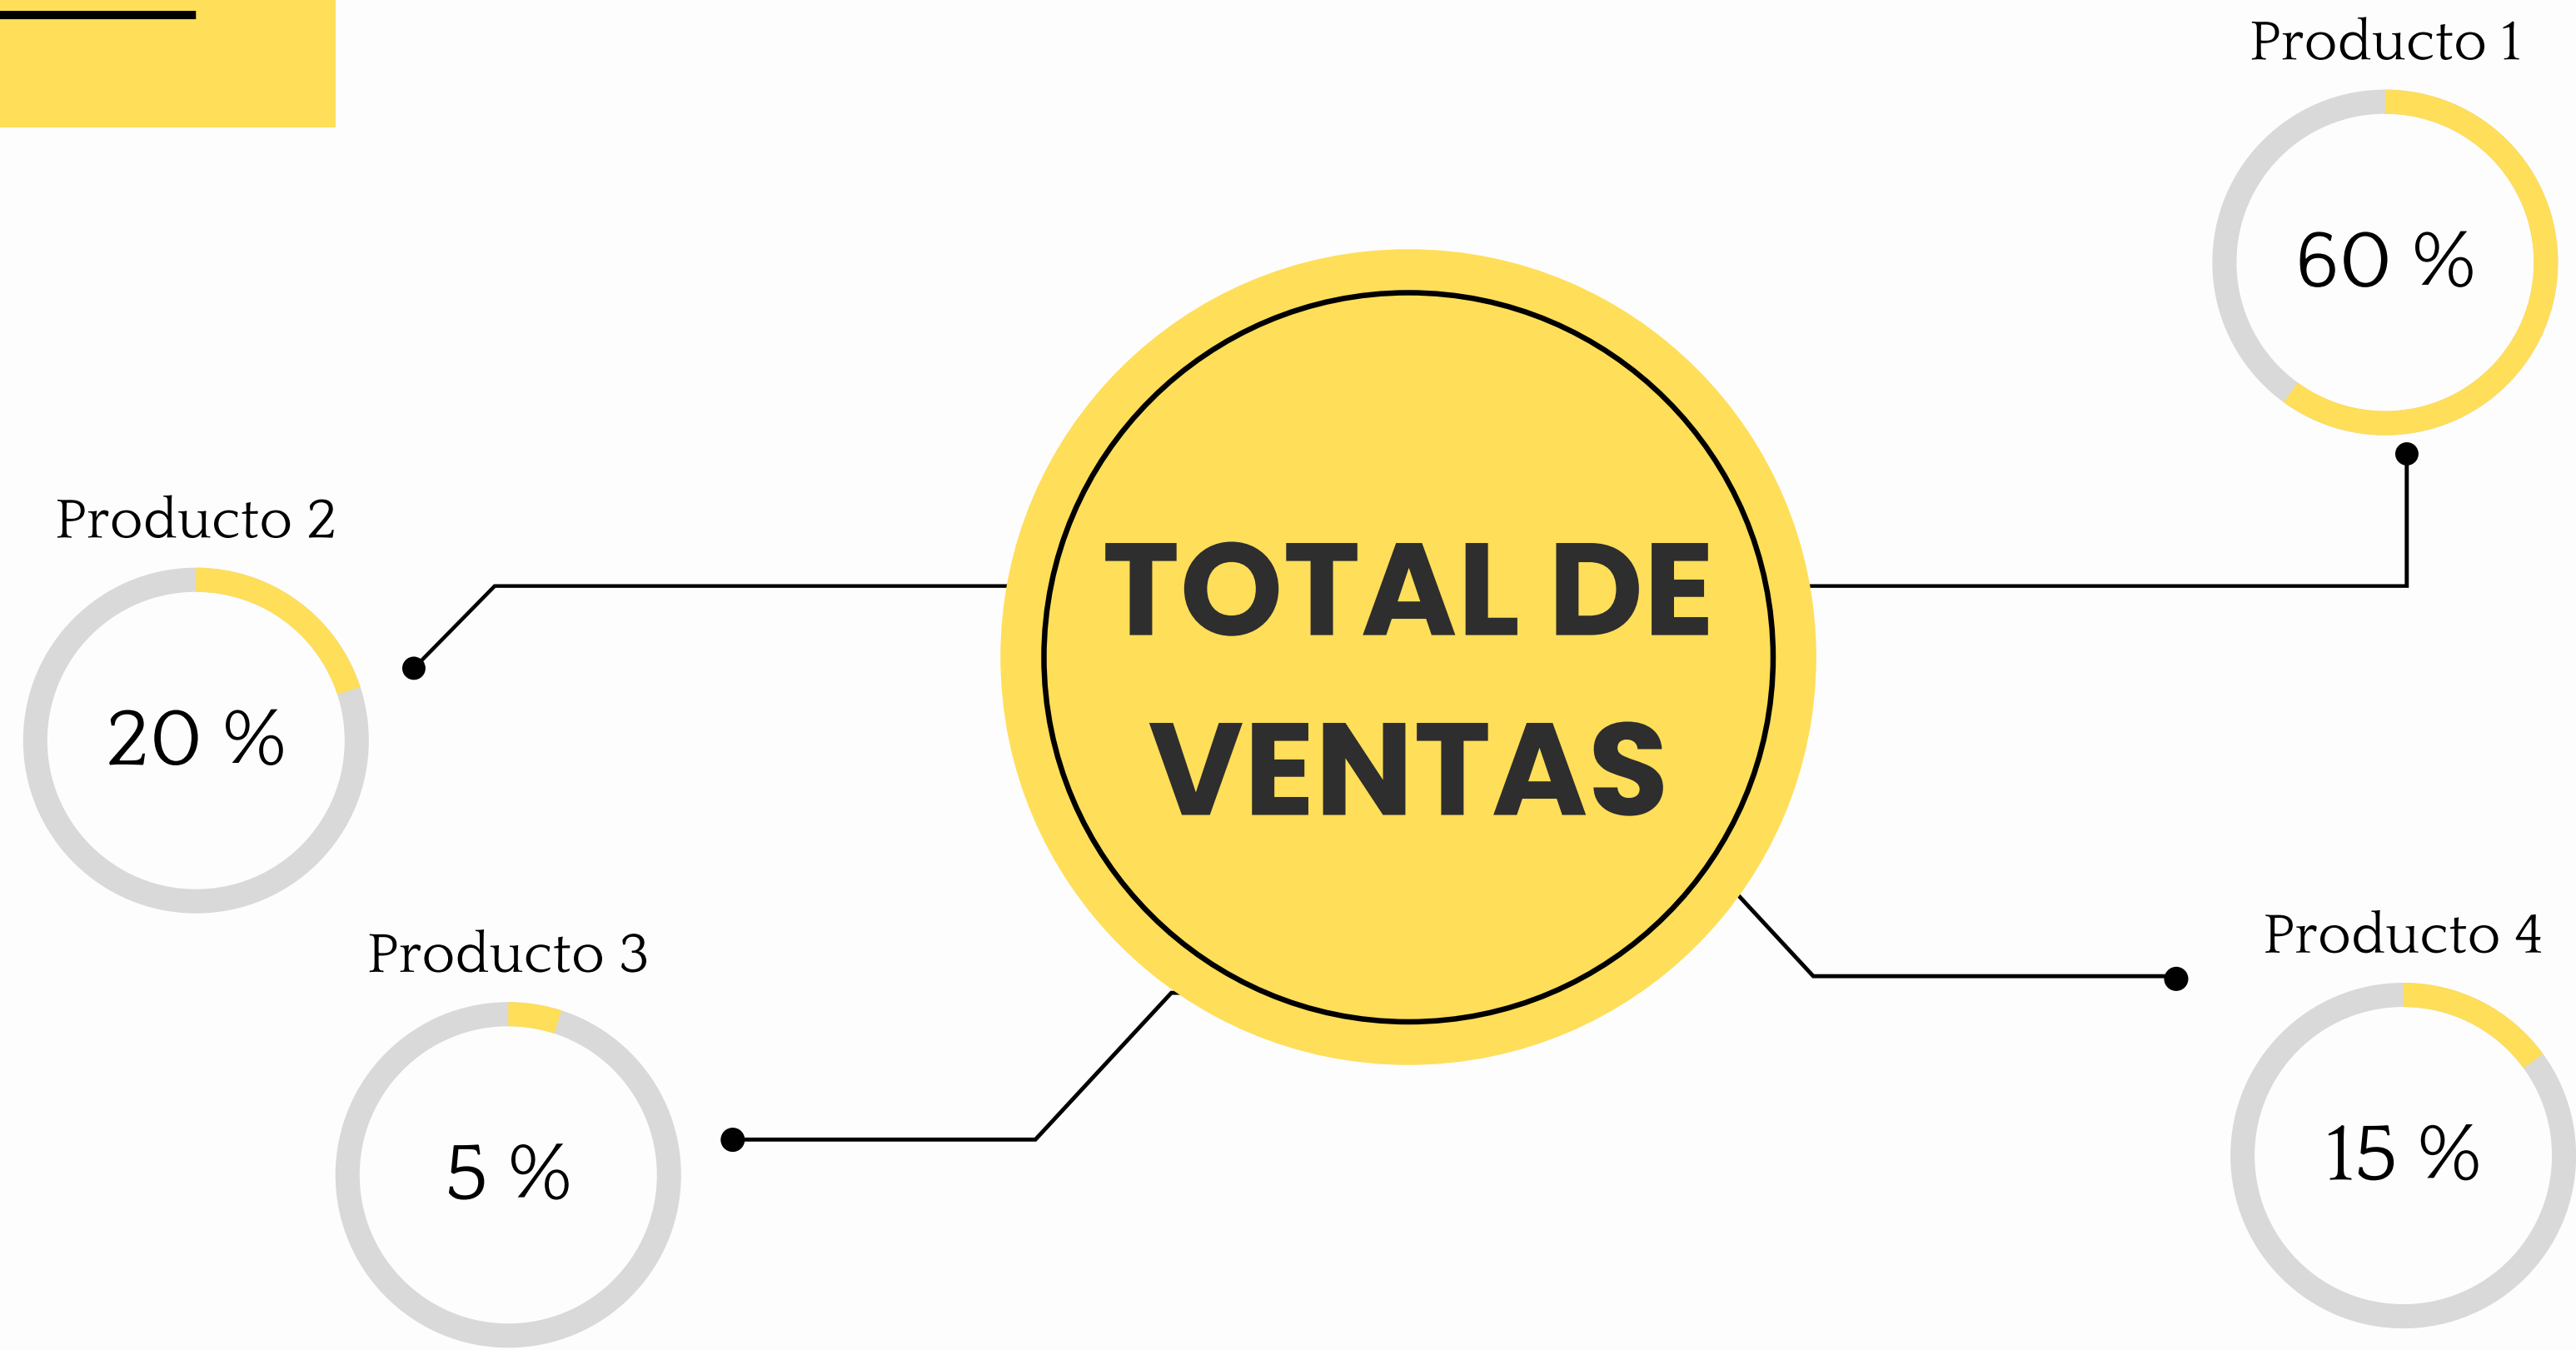 Producto 1
60 %
Producto 2
20 %
TOTAL DE
VENTAS
Producto 3
5 %
Producto 4
15 %